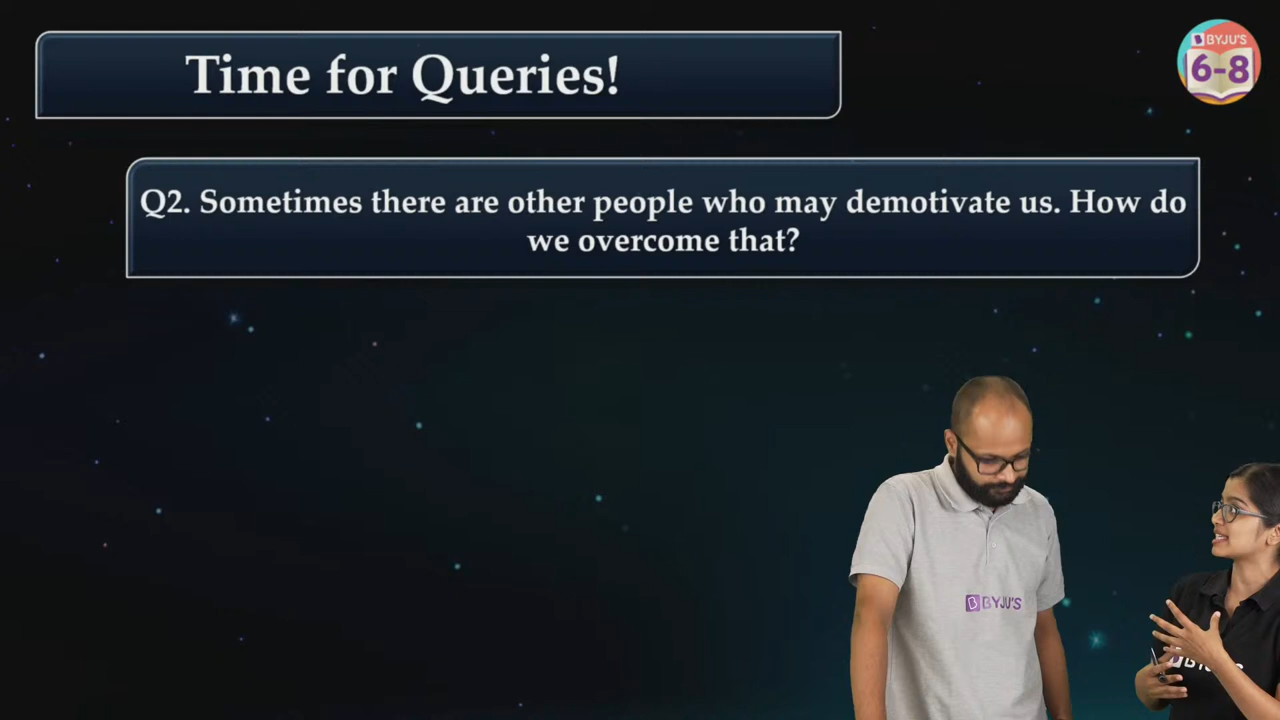 Time for Queries!
BYJU'S
6-8
Q2. Sometimes there are other people who may demotivate us. How do
we overcome that?
BYJU'S